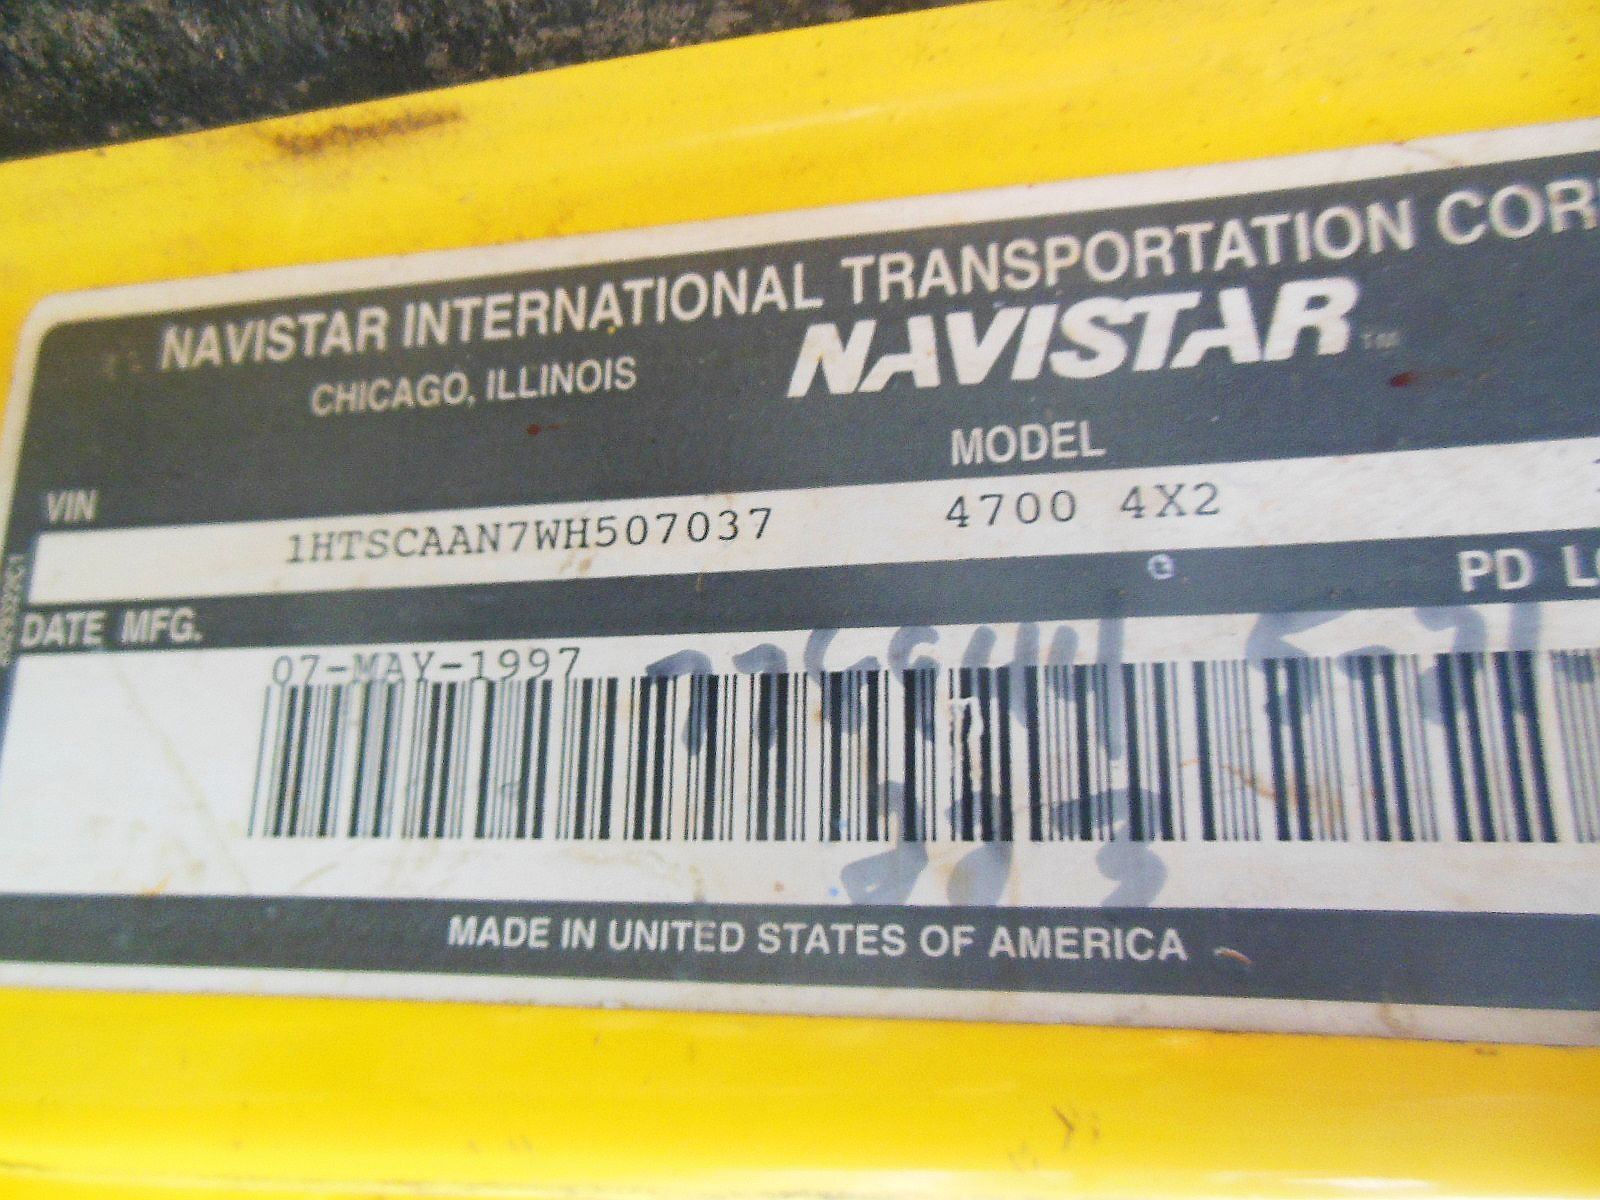 NAVISTAR INTERNATIONAL TRANSPORTATION COR
CHICAGO, ILLINOIS
NAVISTAR
VIN
MODEL
1HTSCAAN7WH507037 4700 4X2
DATE MFG.
PD
07-MAY-1997
MADE IN UNITED STATES OF AMERICA